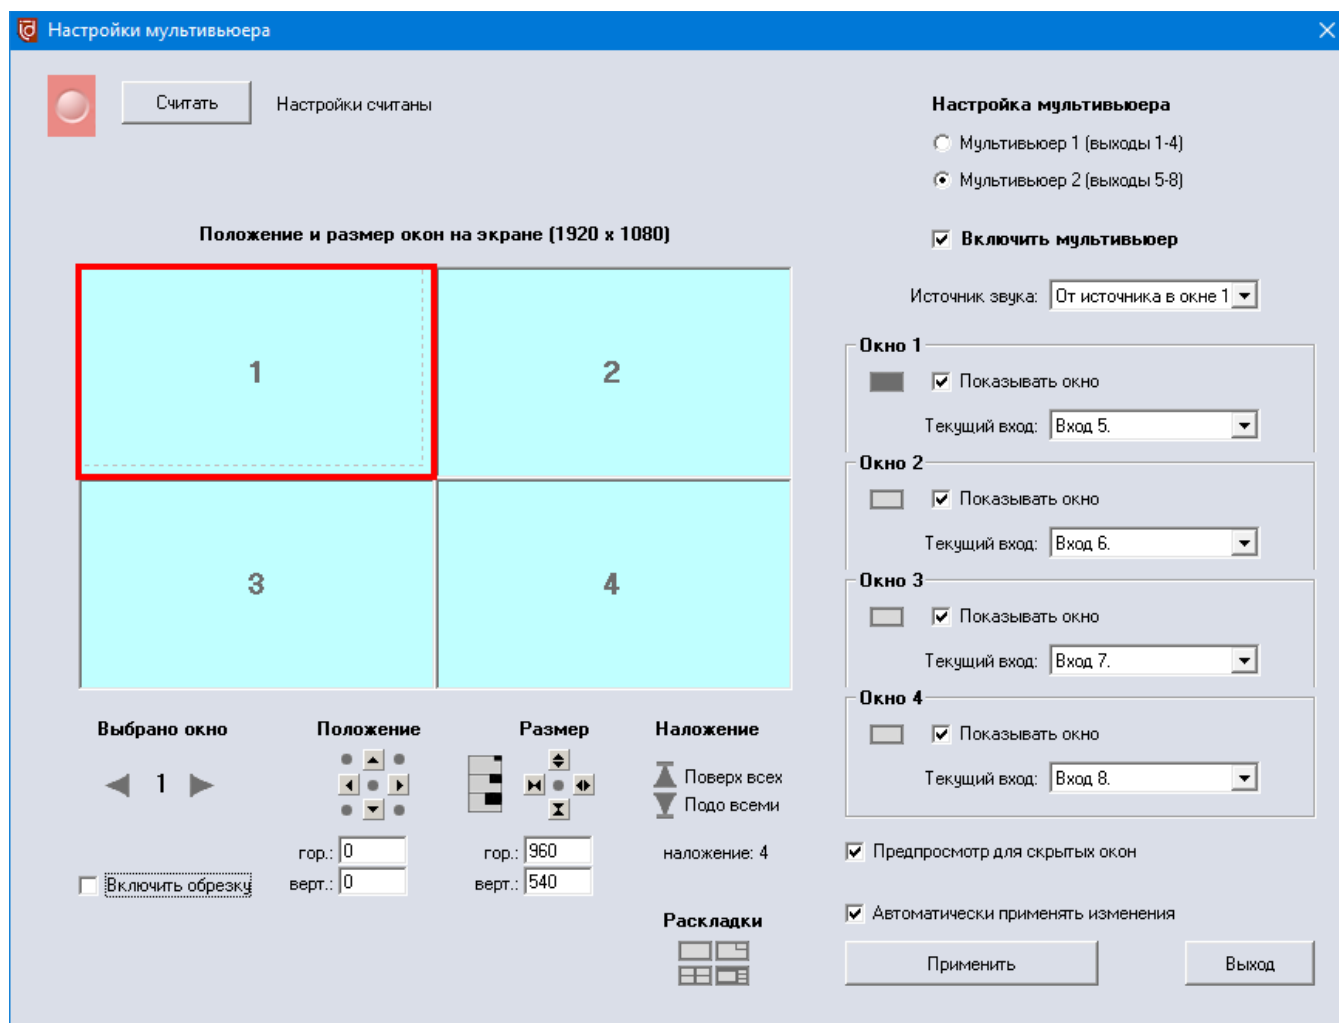 Настройки мультивьюера
Считать
Настройки считаны
Настройка мультивьюера
Мультивьюер 1 (выходы 1-4)
Мультивьюер 2 (выходы 5-8)
Положение и размер окон на экране (1920 x 1080)
Включить мультивьюер
Источник звука: От источника в окне 1
1
2
3
4
Окно 1
Показывать окно
Текущий вход: Вход 5.
Окно 2
Показывать окно
Текущий вход: Вход 6.
Окно 3
Показывать окно
Текущий вход: Вход 7.
Окно 4
Показывать окно
Текущий вход: Вход 8.
Выбрано окно
1
Включить обрезку
Положение
гор.: 0
верт.: 0
Размер
гор.: 960
верт.: 540
Наложение
Поверх всех
Подо всеми
наложение: 4
Раскладки
Предпросмотр для скрытых окон
Автоматически применять изменения
Применить
Выход